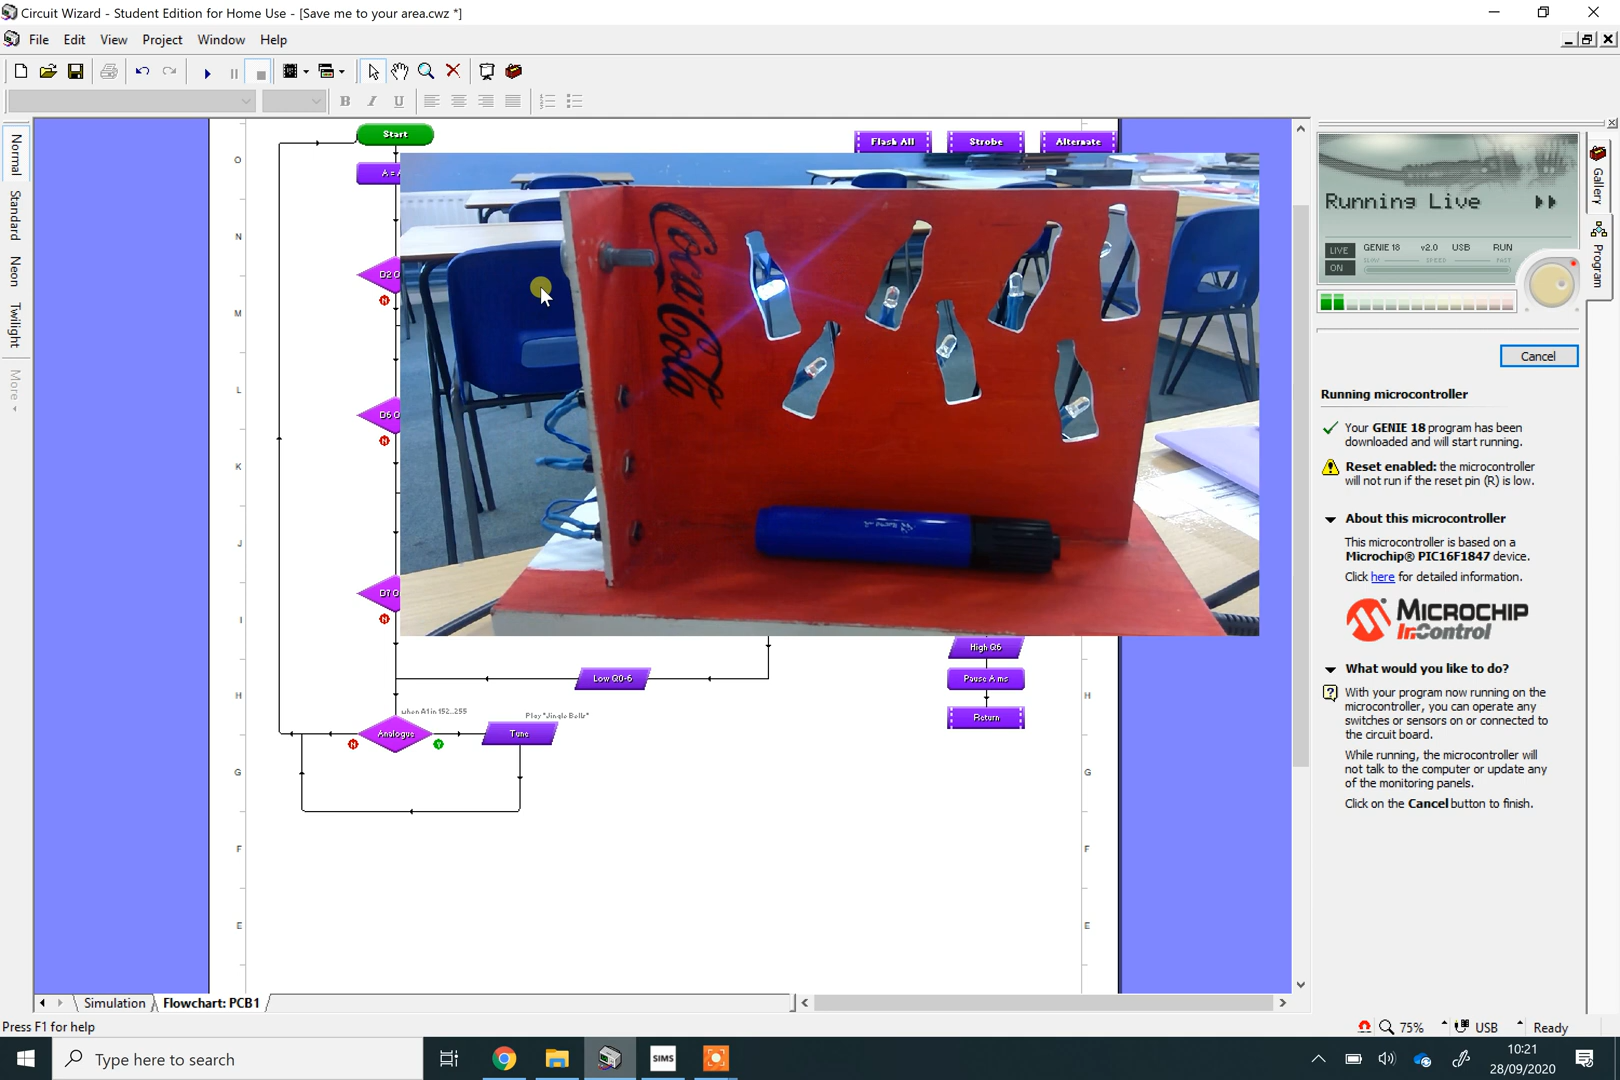 Circuit Wizard - Student Edition for Home Use - [Save me to your area.cwz *]
File Edit View Project Window Help
B I U
Normal
Standard
Neon
Twilight
More
O
N
M
L
K
J
I
H
G
F
E
H
G
F
E
Start
A = A
D2 O
N
D6 O
N
D7 O
N
Flash All
Strobe
Alternate
Coca Cola
High Q6
Pause A ms
Return
Low Q0-6
when A1 in 152..255
Analogue
N
Y
Play "Jingle Bells"
Tune
Running Live
LIVE
ON
GENIE 18 v2.0 USB RUN
SLOW SPEED FAST
Gallery
Program
Cancel
Running microcontroller
Your GENIE 18 program has been
downloaded and will start running.
Reset enabled: the microcontroller
will not run if the reset pin (R) is low.
About this microcontroller
This microcontroller is based on a
Microchip® PIC16F1847 device.
Click here for detailed information.
MICROCHIP
InControl
What would you like to do?
With your program now running on the
microcontroller, you can operate any
switches or sensors on or connected to
the circuit board.
While running, the microcontroller will
not talk to the computer or update any
of the monitoring panels.
Click on the Cancel button to finish.
Simulation
Flowchart: PCB1
Press F1 for help
75%
USB
Ready
Type here to search
SIMS
10:21
28/09/2020